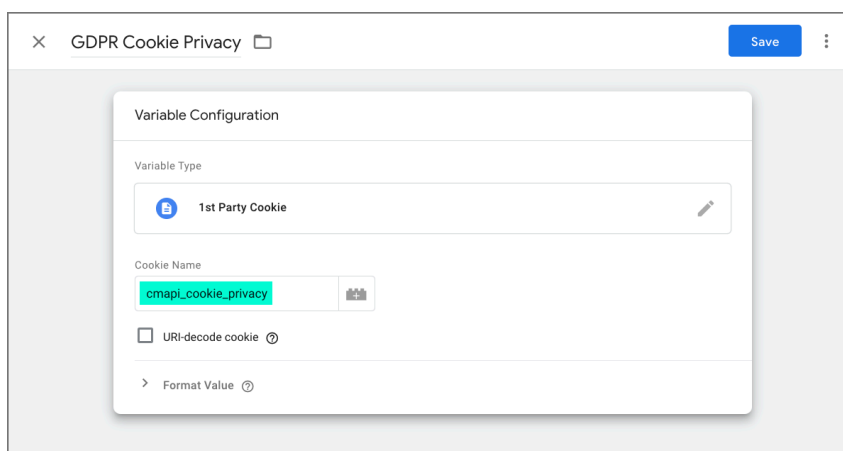 GDPR Cookie Privacy
Save
Variable Configuration
Variable Type
1st Party Cookie
Cookie Name
cmapi_cookie_privacy
URI-decode cookie
Format Value